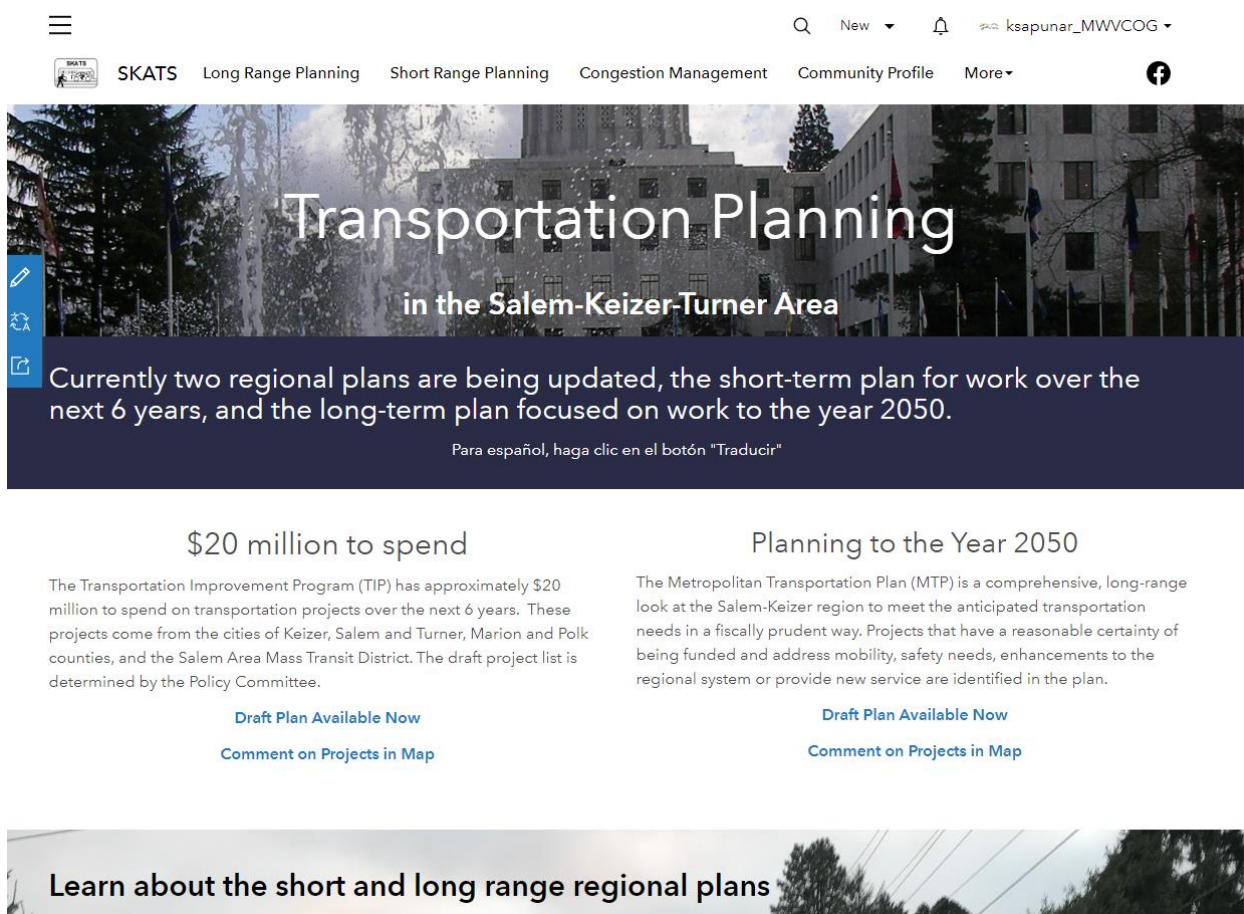 New
ksapunar_MWVCOG
SKATS
SKATS Long Range Planning Short Range Planning Congestion Management Community Profile More
Transportation Planning
in the Salem-Keizer-Turner Area
Currently two regional plans are being updated, the short-term plan for work over the
next 6 years, and the long-term plan focused on work to the year 2050.
Para español, haga clic en el botón "Traducir"
$20 million to spend
The Transportation Improvement Program (TIP) has approximately $20
million to spend on transportation projects over the next 6 years. These
projects come from the cities of Keizer, Salem and Turner, Marion and Polk
counties, and the Salem Area Mass Transit District. The draft project list is
determined by the Policy Committee.
Draft Plan Available Now
Comment on Projects in Map
Planning to the Year 2050
The Metropolitan Transportation Plan (MTP) is a comprehensive, long-range
look at the Salem-Keizer region to meet the anticipated transportation
needs in a fiscally prudent way. Projects that have a reasonable certainty of
being funded and address mobility, safety needs, enhancements to the
regional system or provide new service are identified in the plan.
Draft Plan Available Now
Comment on Projects in Map
Learn about the short and long range regional plans